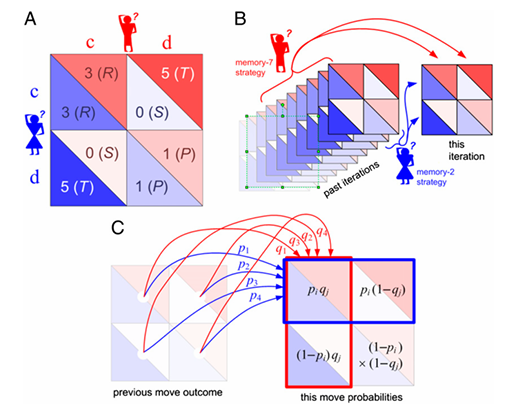 A
?
c d
3 (R) 5 (T)
c
3 (R) 0 (S)
?
0 (S) 1 (P)
d
5 (T) 1 (P)
B
?
memory-7
strategy
past iterations
this
iteration
?
memory-2
strategy
C
p1 q1 q3 q2 q4
p2
p3
p4
pi qj pi (1−qj)
(1−pi) qj (1−pi)
× (1−qj)
previous move outcome this move probabilities